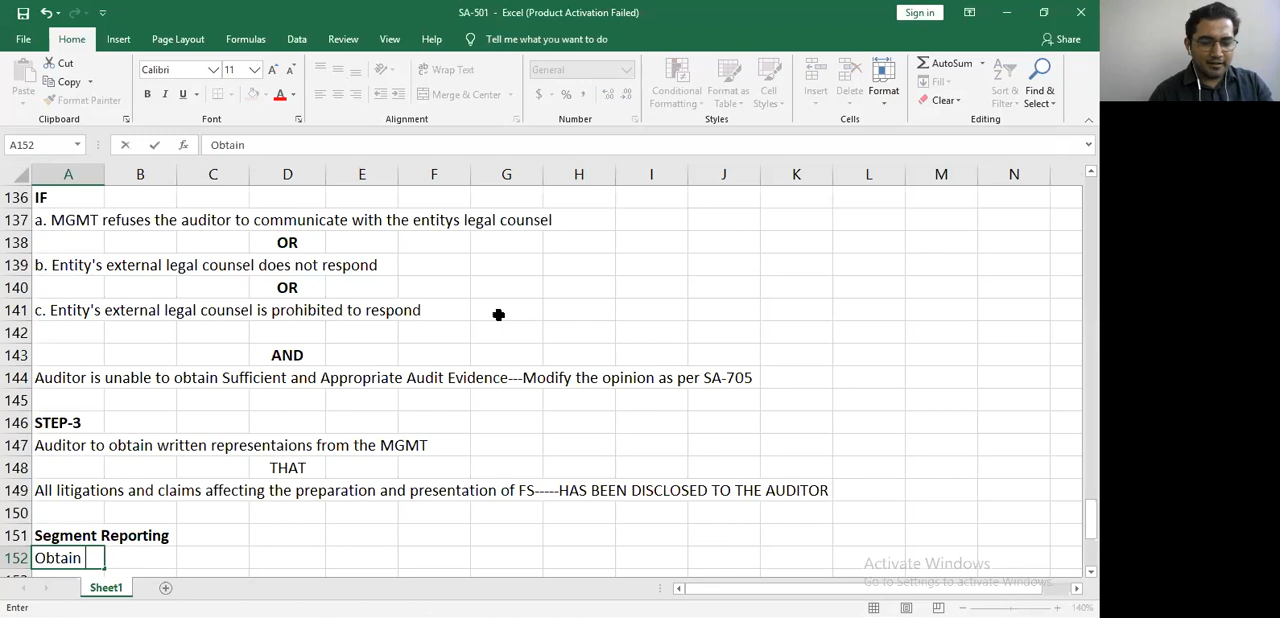 SA-501 - Excel (Product Activation Failed)
Sign in
File Home Insert Page Layout Formulas Data Review View Help Tell me what you want to do Share
Paste Cut Copy Format Painter Clipboard
Calibri 11 A A B I U A Font
Wrap Text Merge & Center Alignment
General $ % , Number
Conditional Formatting Format as Table Cell Styles Styles
Insert Delete Format Cells
AutoSum Fill Clear Sort & Filter Find & Select Editing
A152 fx Obtain
A B C D E F G H I J K L M N
136 IF
137 a. MGMT refuses the auditor to communicate with the entitys legal counsel
138 OR
139 b. Entity's external legal counsel does not respond
140 OR
141 c. Entity's external legal counsel is prohibited to respond
142
143 AND
144 Auditor is unable to obtain Sufficient and Appropriate Audit Evidence---Modify the opinion as per SA-705
145
146 STEP-3
147 Auditor to obtain written representaions from the MGMT
148 THAT
149 All litigations and claims affecting the preparation and presentation of FS-----HAS BEEN DISCLOSED TO THE AUDITOR
150
151 Segment Reporting
152 Obtain
Activate Windows
Go to Settings to activate Windows.
Sheet1
Enter
140%